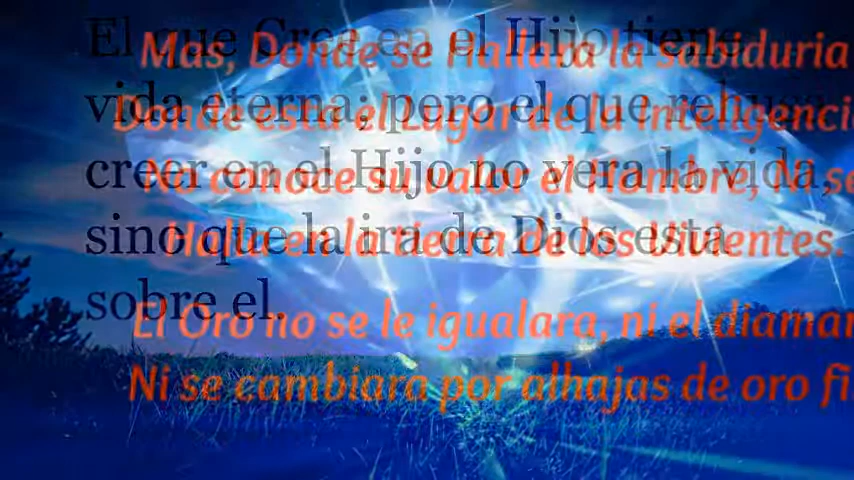 El que Cree en el Hijo tiene
vida eterna; pero el que rehusa
creer en el Hijo no vera la vida,
sino que la ira de Dios esta
sobre el.
Mas, Donde se Hallara la sabiduria
Donde esta el Lugar de la inteligenci
No conoce su valor el Hombre, Ni se
Halla en la tierra de los Vivientes.
El Oro no se le igualara, ni el diaman
Ni se cambiara por alhajas de oro fi